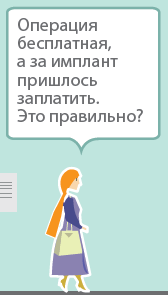 Операция
бесплатная,
а за имплант
пришлось
заплатить.
Это правильно?